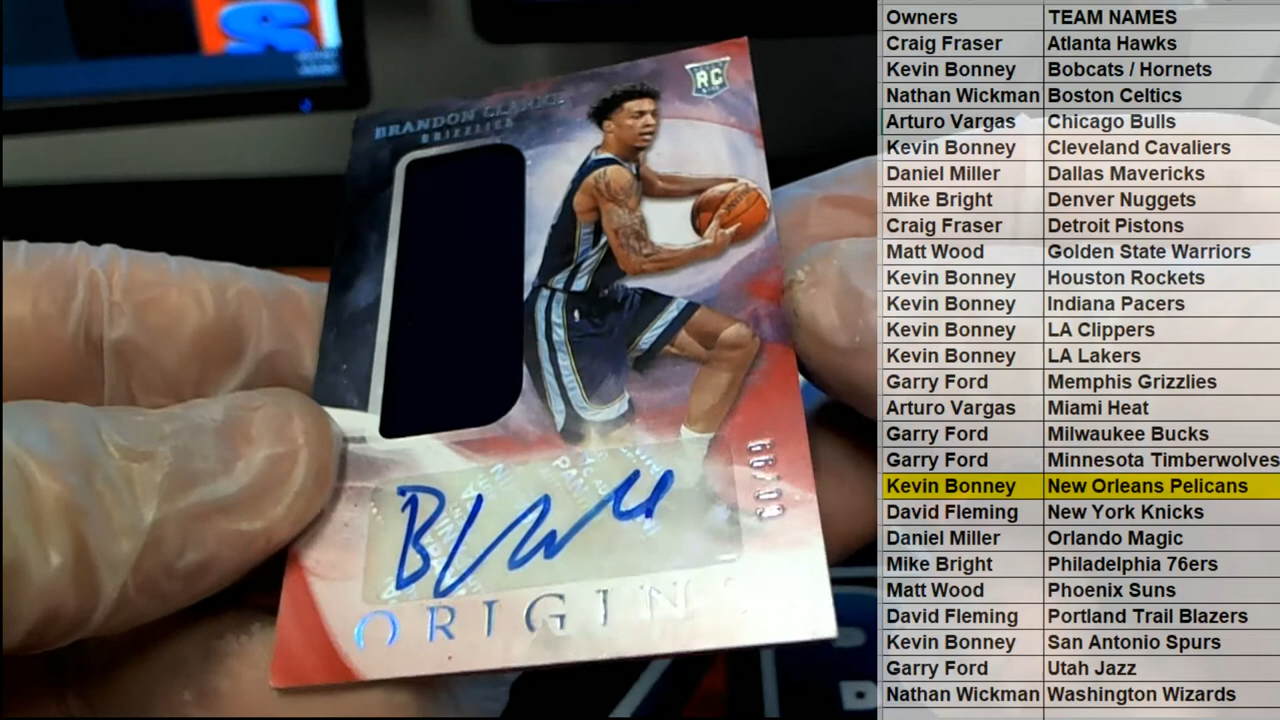 BRANDON CLARKE
GRIZZLIES
RC
ORIGINS
Owners TEAM NAMES
Craig Fraser Atlanta Hawks
Kevin Bonney Bobcats / Hornets
Nathan Wickman Boston Celtics
Arturo Vargas Chicago Bulls
Kevin Bonney Cleveland Cavaliers
Daniel Miller Dallas Mavericks
Mike Bright Denver Nuggets
Craig Fraser Detroit Pistons
Matt Wood Golden State Warriors
Kevin Bonney Houston Rockets
Kevin Bonney Indiana Pacers
Kevin Bonney LA Clippers
Kevin Bonney LA Lakers
Garry Ford Memphis Grizzlies
Arturo Vargas Miami Heat
Garry Ford Milwaukee Bucks
Garry Ford Minnesota Timberwolves
Kevin Bonney New Orleans Pelicans
David Fleming New York Knicks
Daniel Miller Orlando Magic
Mike Bright Philadelphia 76ers
Matt Wood Phoenix Suns
David Fleming Portland Trail Blazers
Kevin Bonney San Antonio Spurs
Garry Ford Utah Jazz
Nathan Wickman Washington Wizards